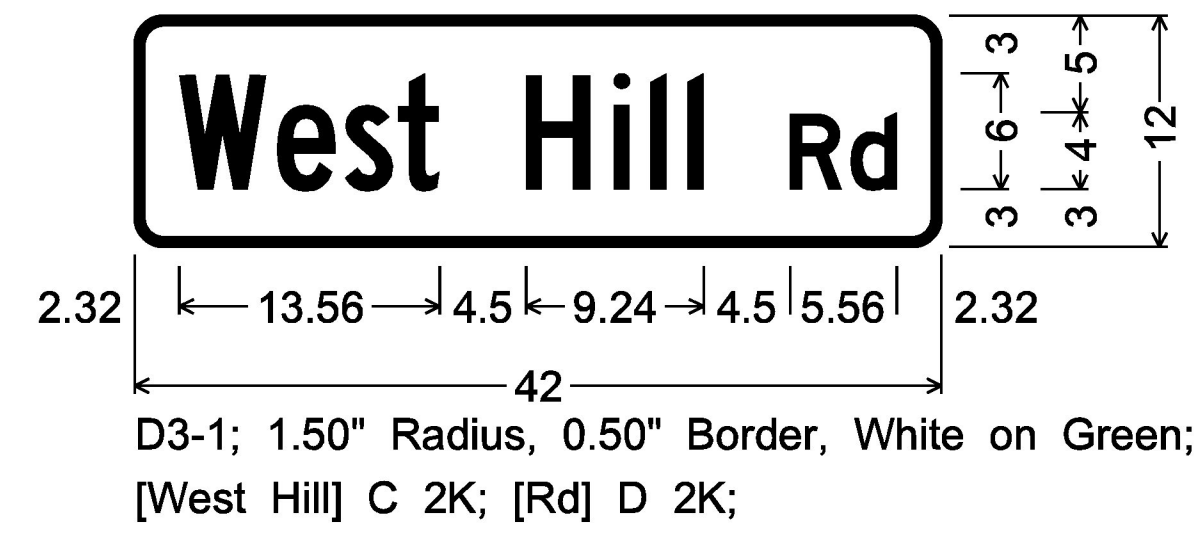 West Hill Rd
3 6 3
5 4 3
12
2.32 13.56 4.5 9.24 4.5 5.56 2.32
42
D3-1; 1.50" Radius, 0.50" Border, White on Green;
[West Hill] C 2K; [Rd] D 2K;